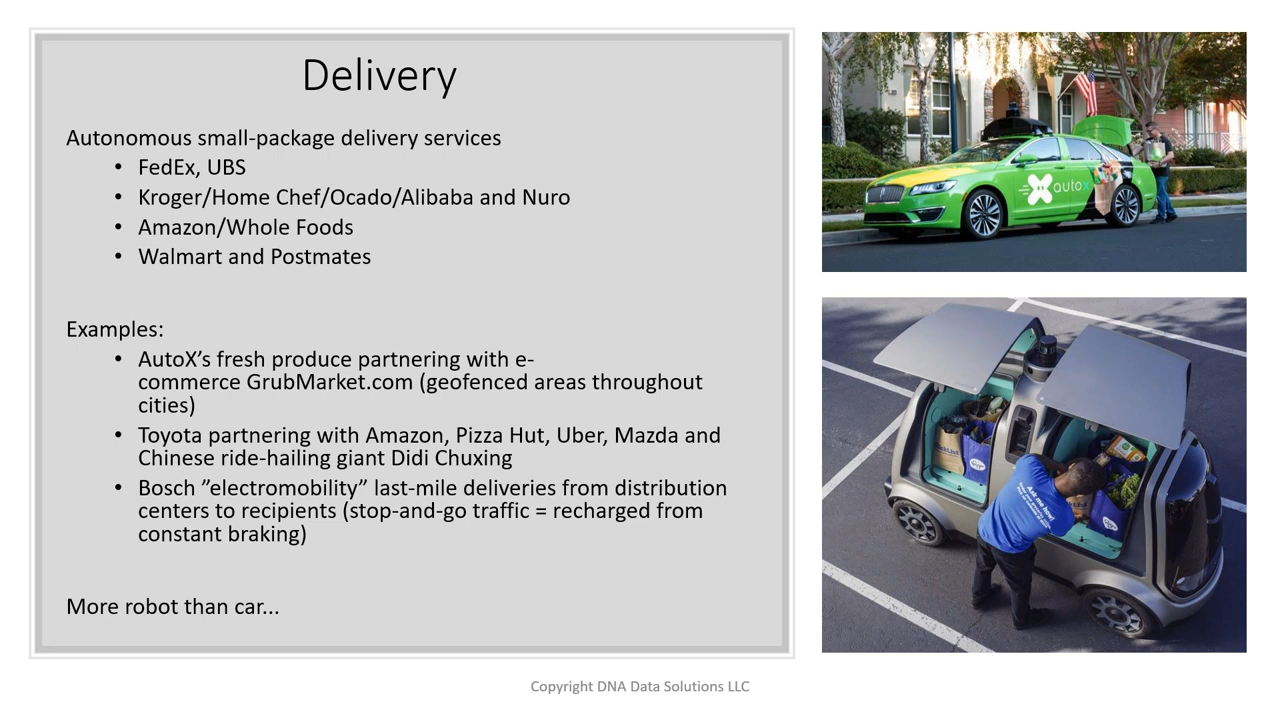 Delivery
Autonomous small-package delivery services
• FedEx, UBS
• Kroger/Home Chef/Ocado/Alibaba and Nuro
• Amazon/Whole Foods
• Walmart and Postmates
Examples:
• AutoX’s fresh produce partnering with e-
commerce GrubMarket.com (geofenced areas throughout
cities)
• Toyota partnering with Amazon, Pizza Hut, Uber, Mazda and
Chinese ride-hailing giant Didi Chuxing
• Bosch ”electromobility” last-mile deliveries from distribution
centers to recipients (stop-and-go traffic = recharged from
constant braking)
More robot than car...
autox
Ask me how!
Copyright DNA Data Solutions LLC